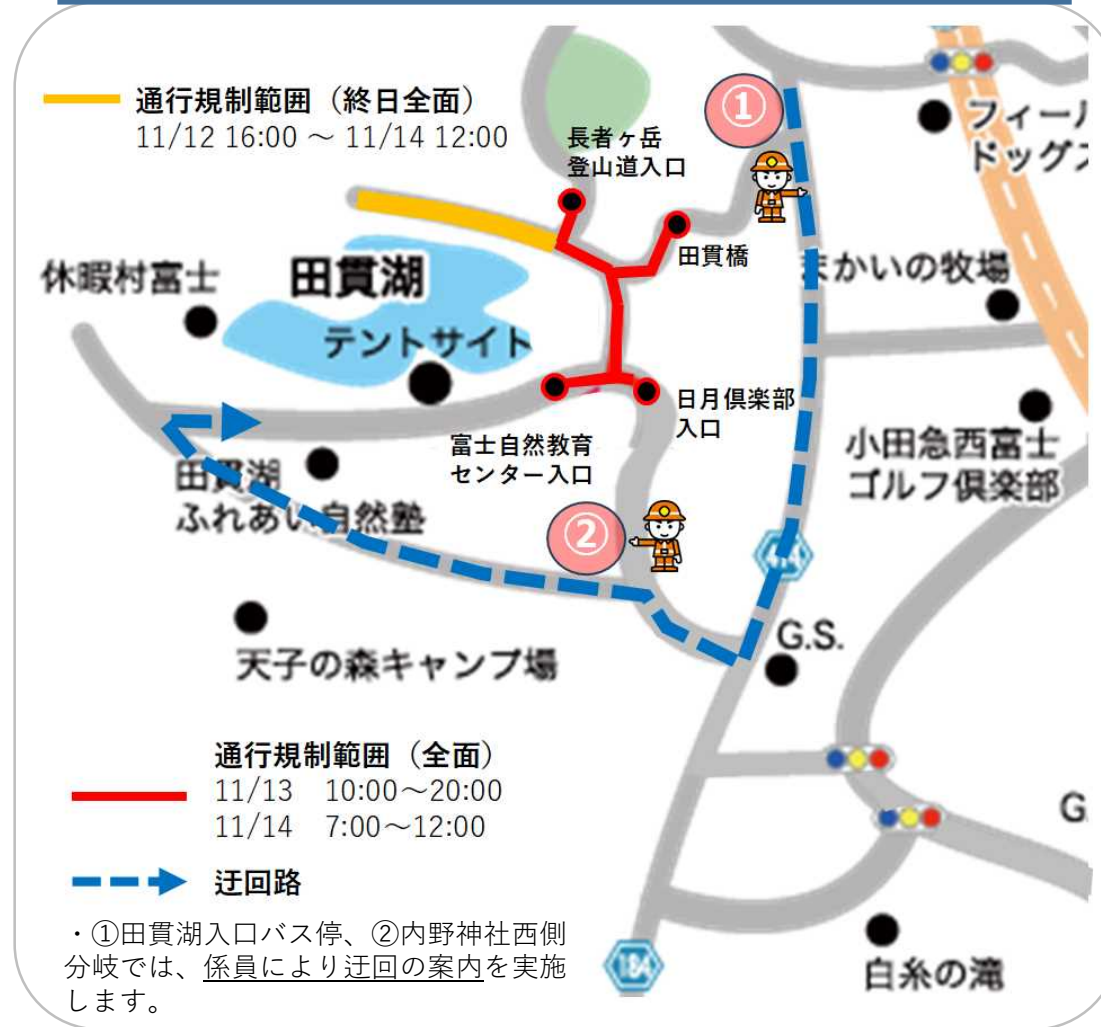 通行規制範囲（終日全面）
11/12 16:00 ～ 11/14 12:00
①
フィー
ドッグ
長者ヶ岳
登山道入口
田貫橋
まかいの牧場
休暇村富士
田貫湖
テントサイト
日月倶楽部
入口
富士自然教育
センター入口
小田急西富士
ゴルフ倶楽部
田貫湖
ふれあい自然塾
②
414
G.S.
天子の森キャンプ場
通行規制範囲（全面）
11/13 10:00～20:00
11/14 7:00～12:00
G.
迂回路
・①田貫湖入口バス停、②内野神社西側
分岐では、係員により迂回の案内を実施
します。
184
白糸の滝